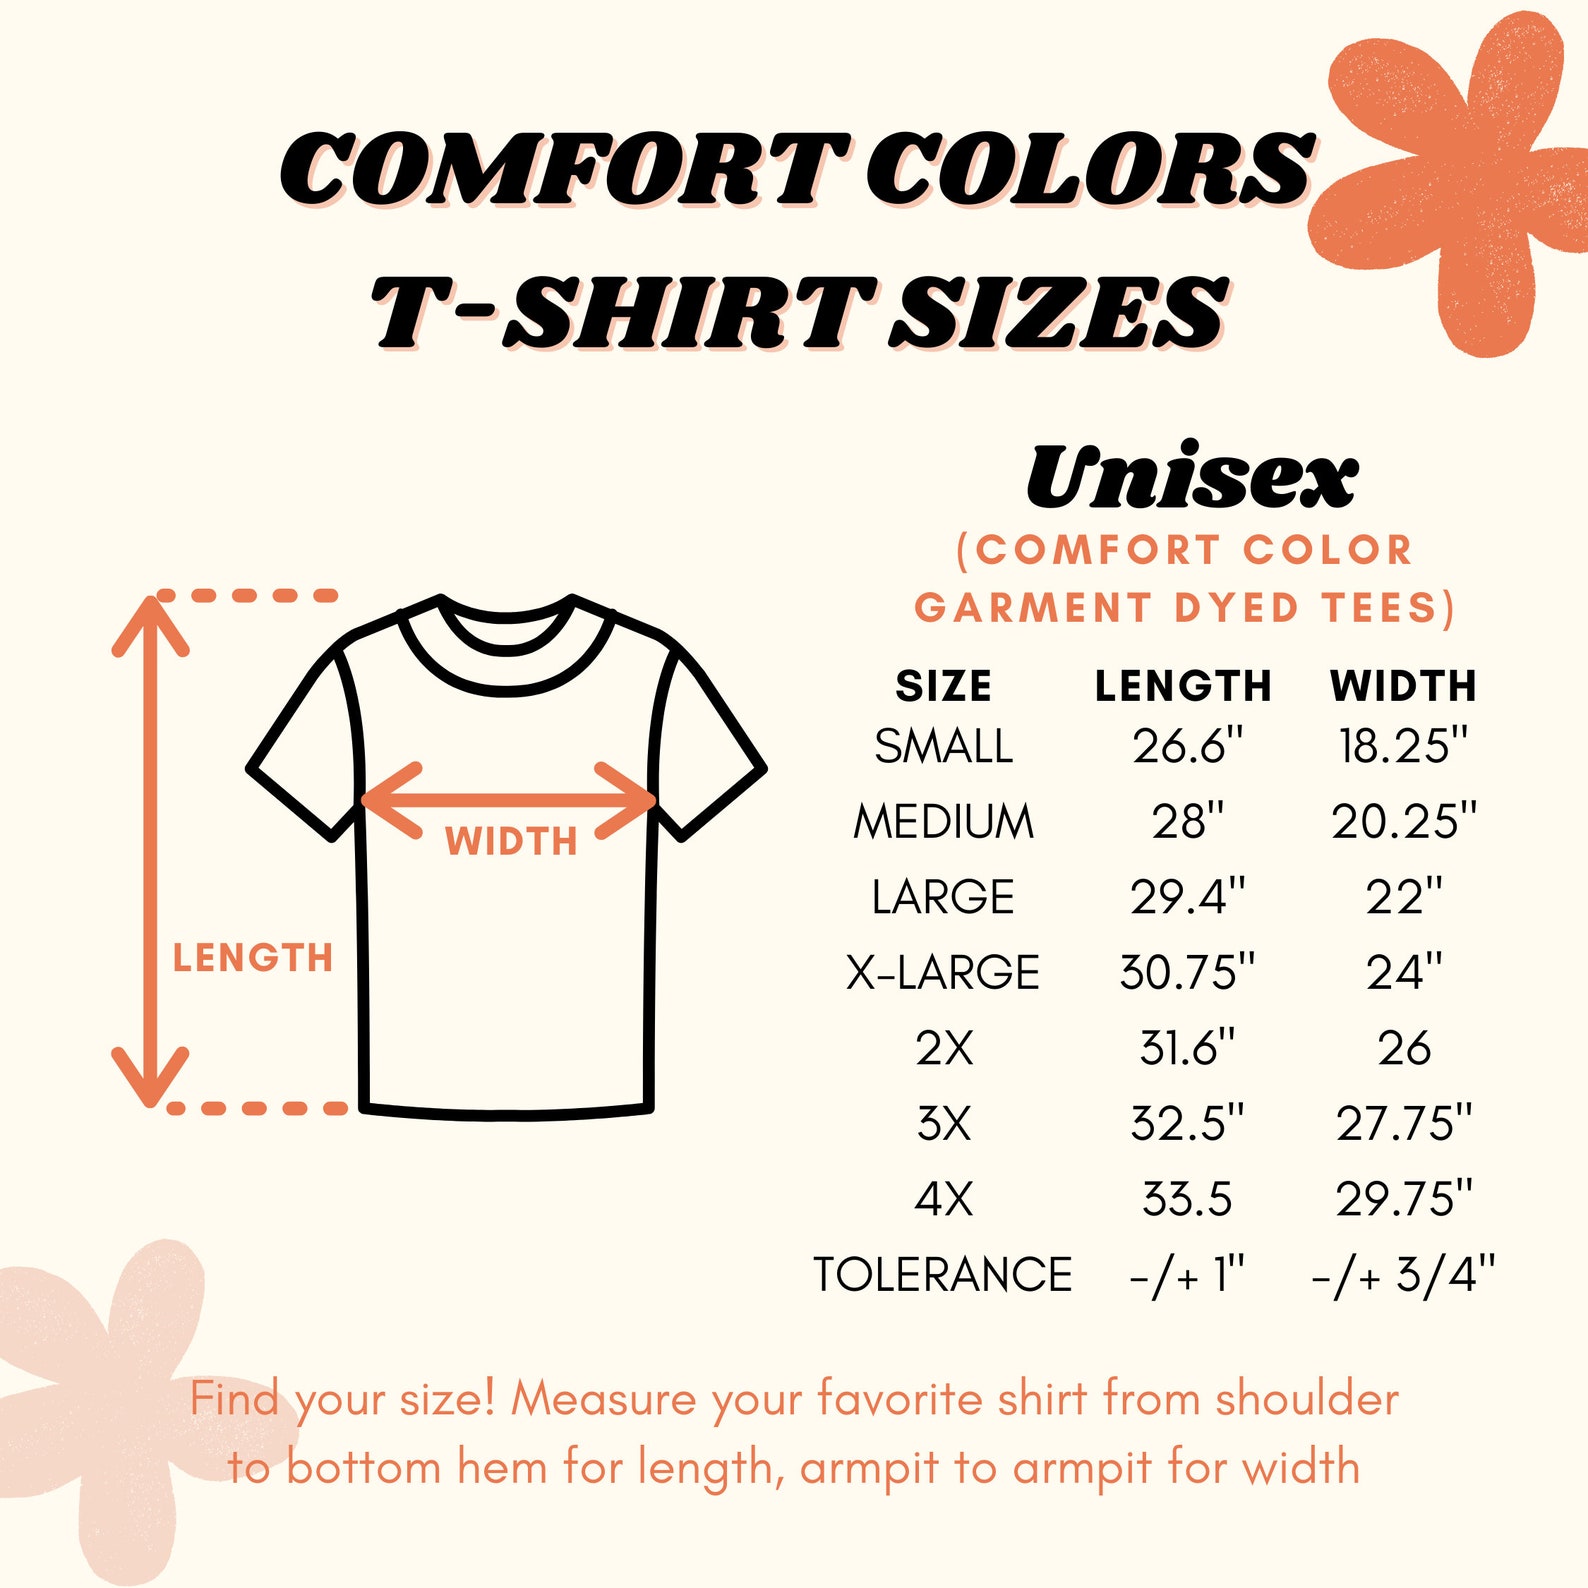 COMFORT COLORS
T-SHIRT SIZES
Unisex
(COMFORT COLOR
GARMENT DYED TEES)
SIZE LENGTH WIDTH
SMALL 26.6" 18.25"
MEDIUM 28" 20.25"
LARGE 29.4" 22"
X-LARGE 30.75" 24"
2X 31.6" 26
3X 32.5" 27.75"
4X 33.5 29.75"
TOLERANCE -/+ 1" -/+ 3/4"
WIDTH
LENGTH
Find your size! Measure your favorite shirt from shoulder
to bottom hem for length, armpit to armpit for width